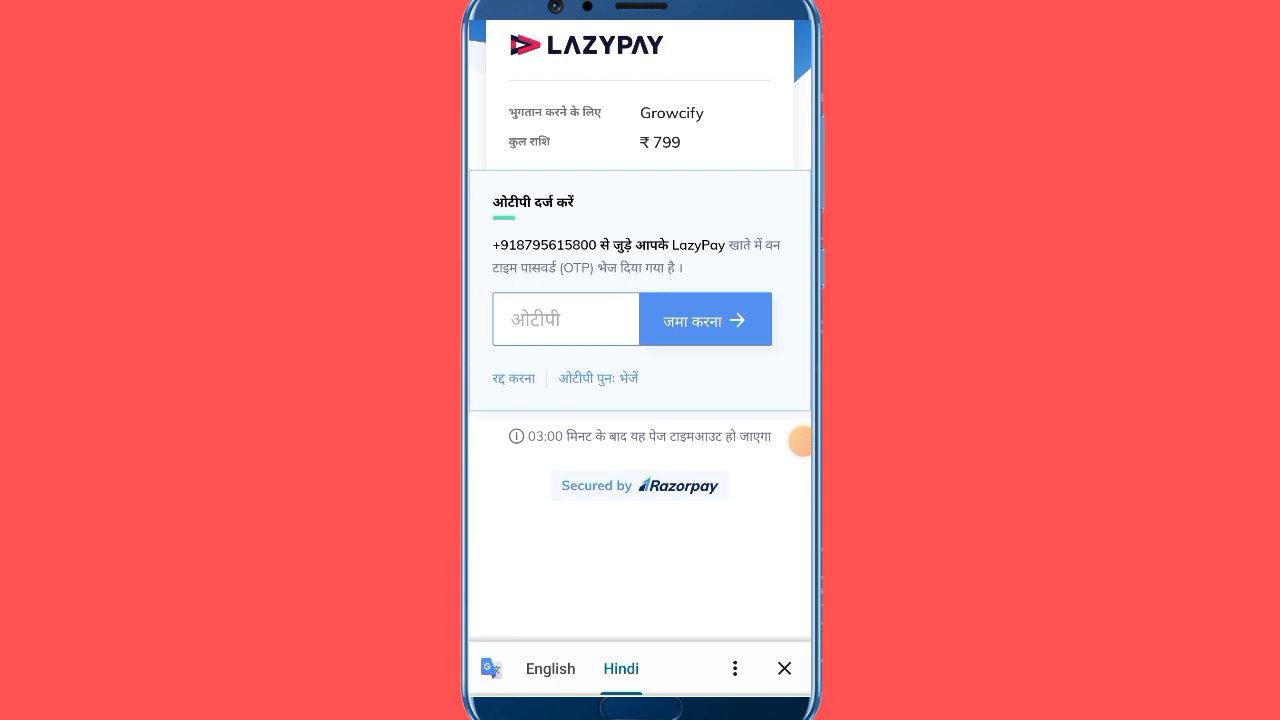 LAZYPAY
भुगतान करने के लिए Growcify
कुल राशि ₹ 799
ओटीपी दर्ज करें
+918795615800 से जुड़े आपके LazyPay खाते में वन
टाइम पासवर्ड (OTP) भेज दिया गया है ।
ओटीपी जमा करना →
रद्द करना ओटीपी पुनः भेजें
03:00 मिनट के बाद यह पेज टाइमआउट हो जाएगा
Secured by Razorpay
English Hindi